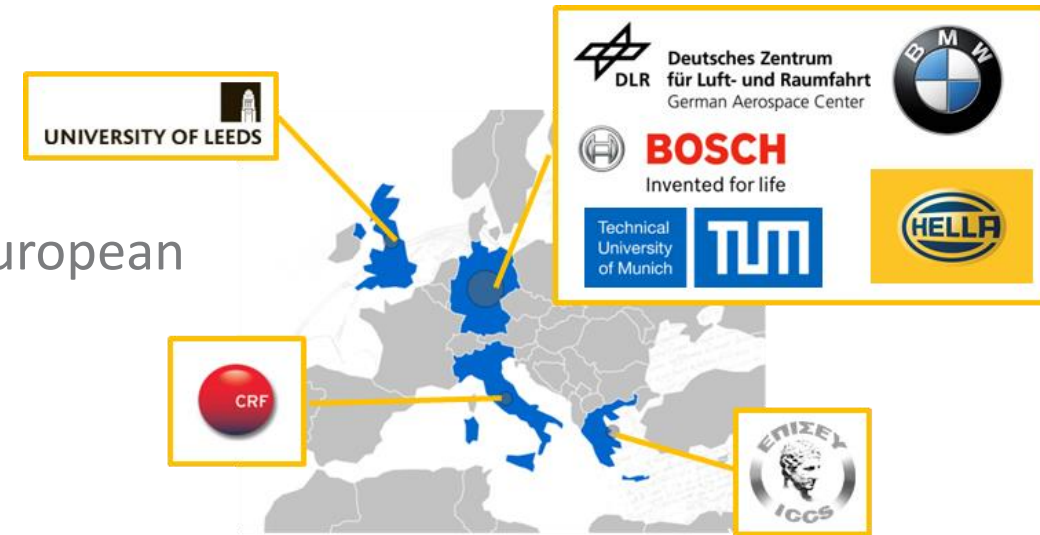 UNIVERSITY OF LEEDS
DLR
Deutsches Zentrum
für Luft- und Raumfahrt
German Aerospace Center
BMW
BOSCH
Invented for life
Technical
University
of Munich
TUM
HELLA
uropean
CRF
ΕΠΙΣΕΥ
ICCS